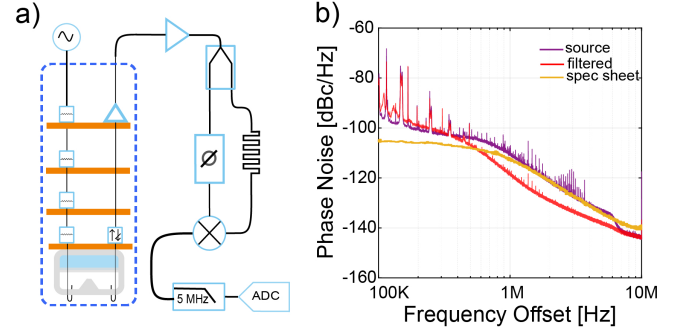 a)
5 MHz
ADC
b)
Phase Noise [dBc/Hz]
-60
-80
-100
-120
-140
-160
source
filtered
spec sheet
100K
1M
10M
Frequency Offset [Hz]